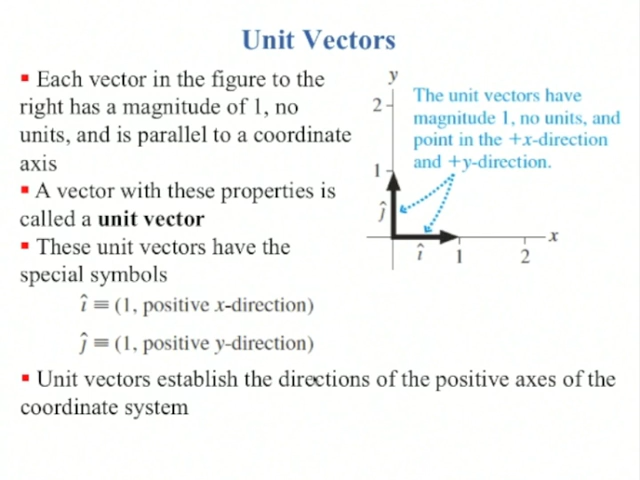 Unit Vectors
▪ Each vector in the figure to the
right has a magnitude of 1, no
units, and is parallel to a coordinate
axis
▪ A vector with these properties is
called a unit vector
▪ These unit vectors have the
special symbols
î ≡ (1, positive x-direction)
ĵ ≡ (1, positive y-direction)
▪ Unit vectors establish the directions of the positive axes of the
coordinate system
y
2
1
ĵ
î
1
2
x
The unit vectors have
magnitude 1, no units, and
point in the +x-direction
and +y-direction.